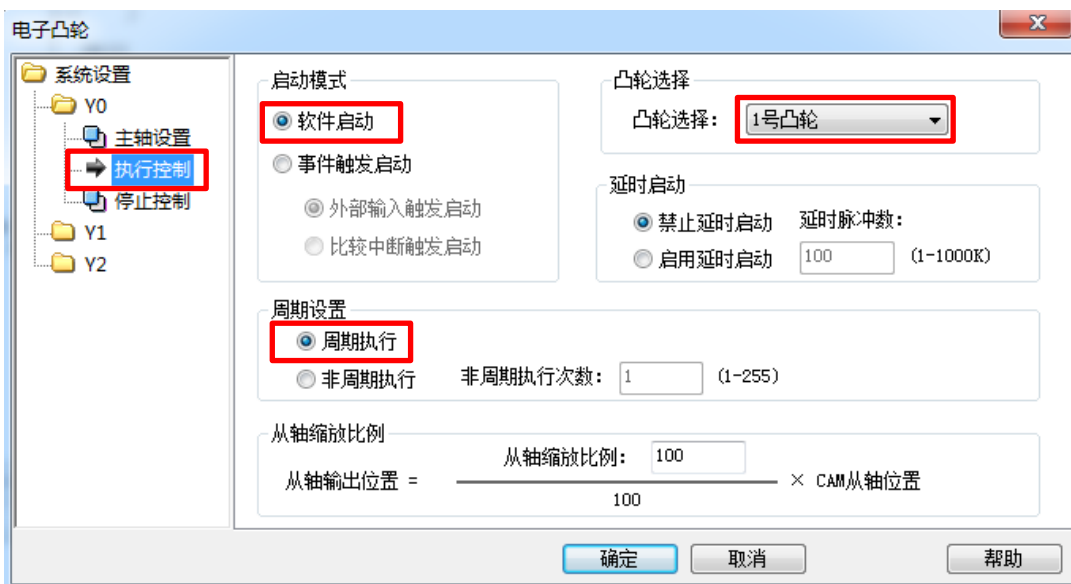 电子凸轮
系统设置
Y0
主轴设置
执行控制
停止控制
Y1
Y2
启动模式
软件启动
事件触发启动
外部输入触发启动
比较中断触发启动
凸轮选择
凸轮选择： 1号凸轮
延时启动
禁止延时启动 延时脉冲数：
启用延时启动 100 (1-1000K)
周期设置
周期执行
非周期执行 非周期执行次数： 1 (1-255)
从轴缩放比例
从轴缩放比例： 100
从轴输出位置 = × CAM从轴位置
100
确定 取消 帮助